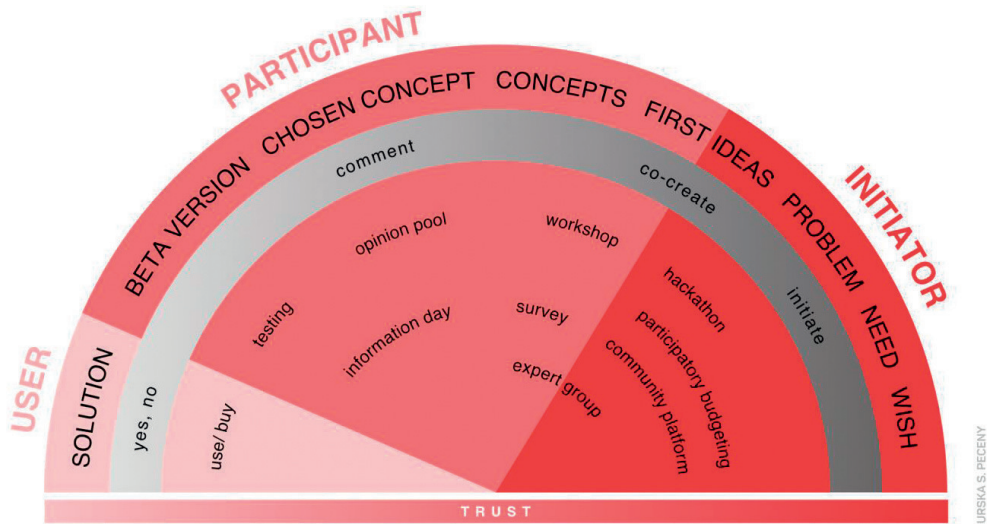 USER
PARTICIPANT
INITIATOR
SOLUTION
BETA VERSION
CHOSEN CONCEPT
CONCEPTS
FIRST IDEAS
PROBLEM
NEED
WISH
yes, no
comment
co-create
initiate
use/ buy
testing
opinion pool
information day
workshop
survey
expert group
hackathon
participatory budgeting
community platform
TRUST
URSKA S. PECENY